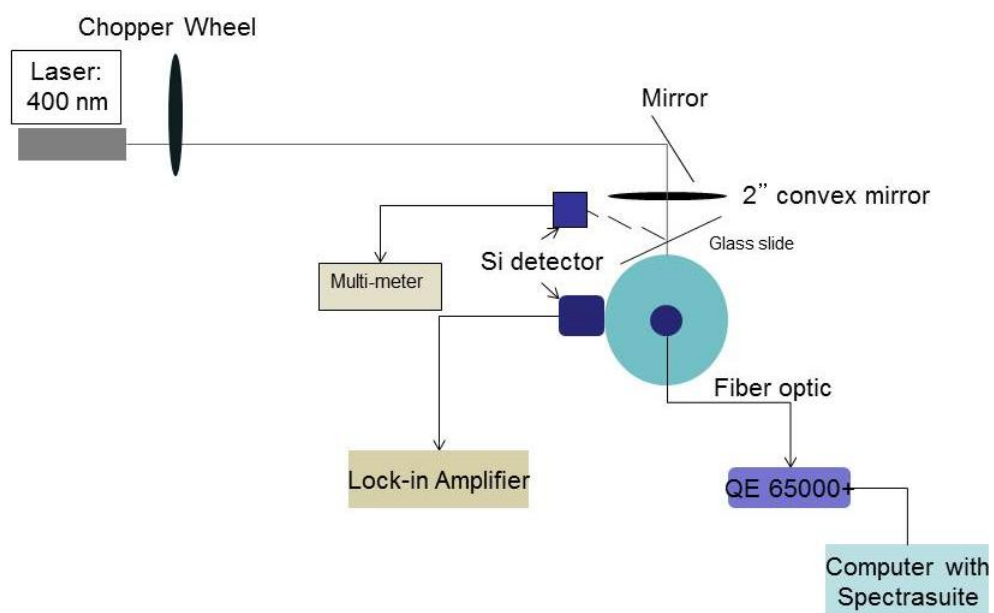 Chopper Wheel
Laser:
400 nm
Mirror
2” convex mirror
Glass slide
Si detector
Multi-meter
Fiber optic
Lock-in Amplifier
QE 65000+
Computer with
Spectrasuite